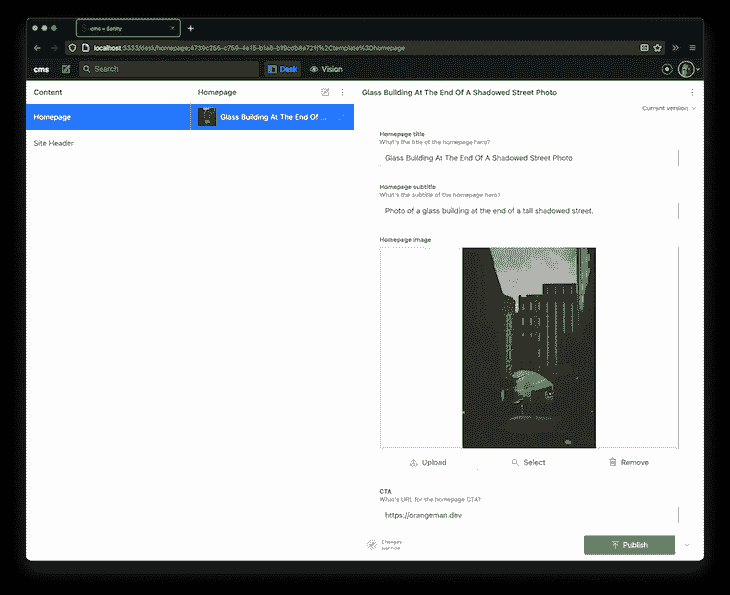 cms – Sanity
localhost:3333/desk/homepage;4739c256-c759-4a15-b1a8-b19cdb8a721f%2Ctemplate%3Dhomepage
cms
Search
Desk
Vision
Content
Homepage
Glass Building At The End Of A Shadowed Street Photo
Current version
Homepage
Glass Building At The End Of ...
Site Header
Homepage title
What's the title of the homepage hero?
Glass Building At The End Of A Shadowed Street Photo
Homepage subtitle
What's the subtitle of the homepage hero?
Photo of a glass building at the end of a tall shadowed street.
Homepage image
Upload
Select
Remove
CTA
What's URL for the homepage CTA?
https://orangeman.dev
Changes
Publish